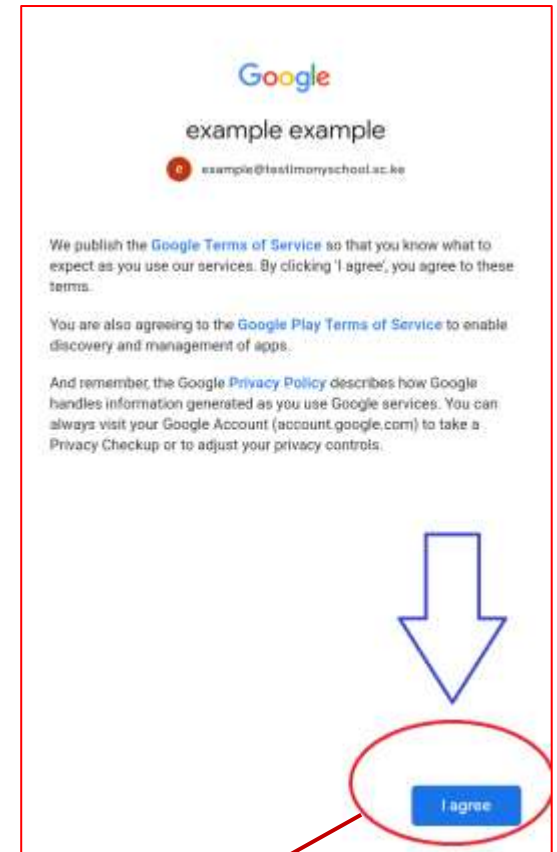 Google
example example
e example@testimonyschool.sc.ke
We publish the Google Terms of Service so that you know what to
expect as you use our services. By clicking 'I agree', you agree to these
terms.
You are also agreeing to the Google Play Terms of Service to enable
discovery and management of apps.
And remember, the Google Privacy Policy describes how Google
handles information generated as you use Google services. You can
always visit your Google Account (account.google.com) to take a
Privacy Checkup or to adjust your privacy controls.
I agree